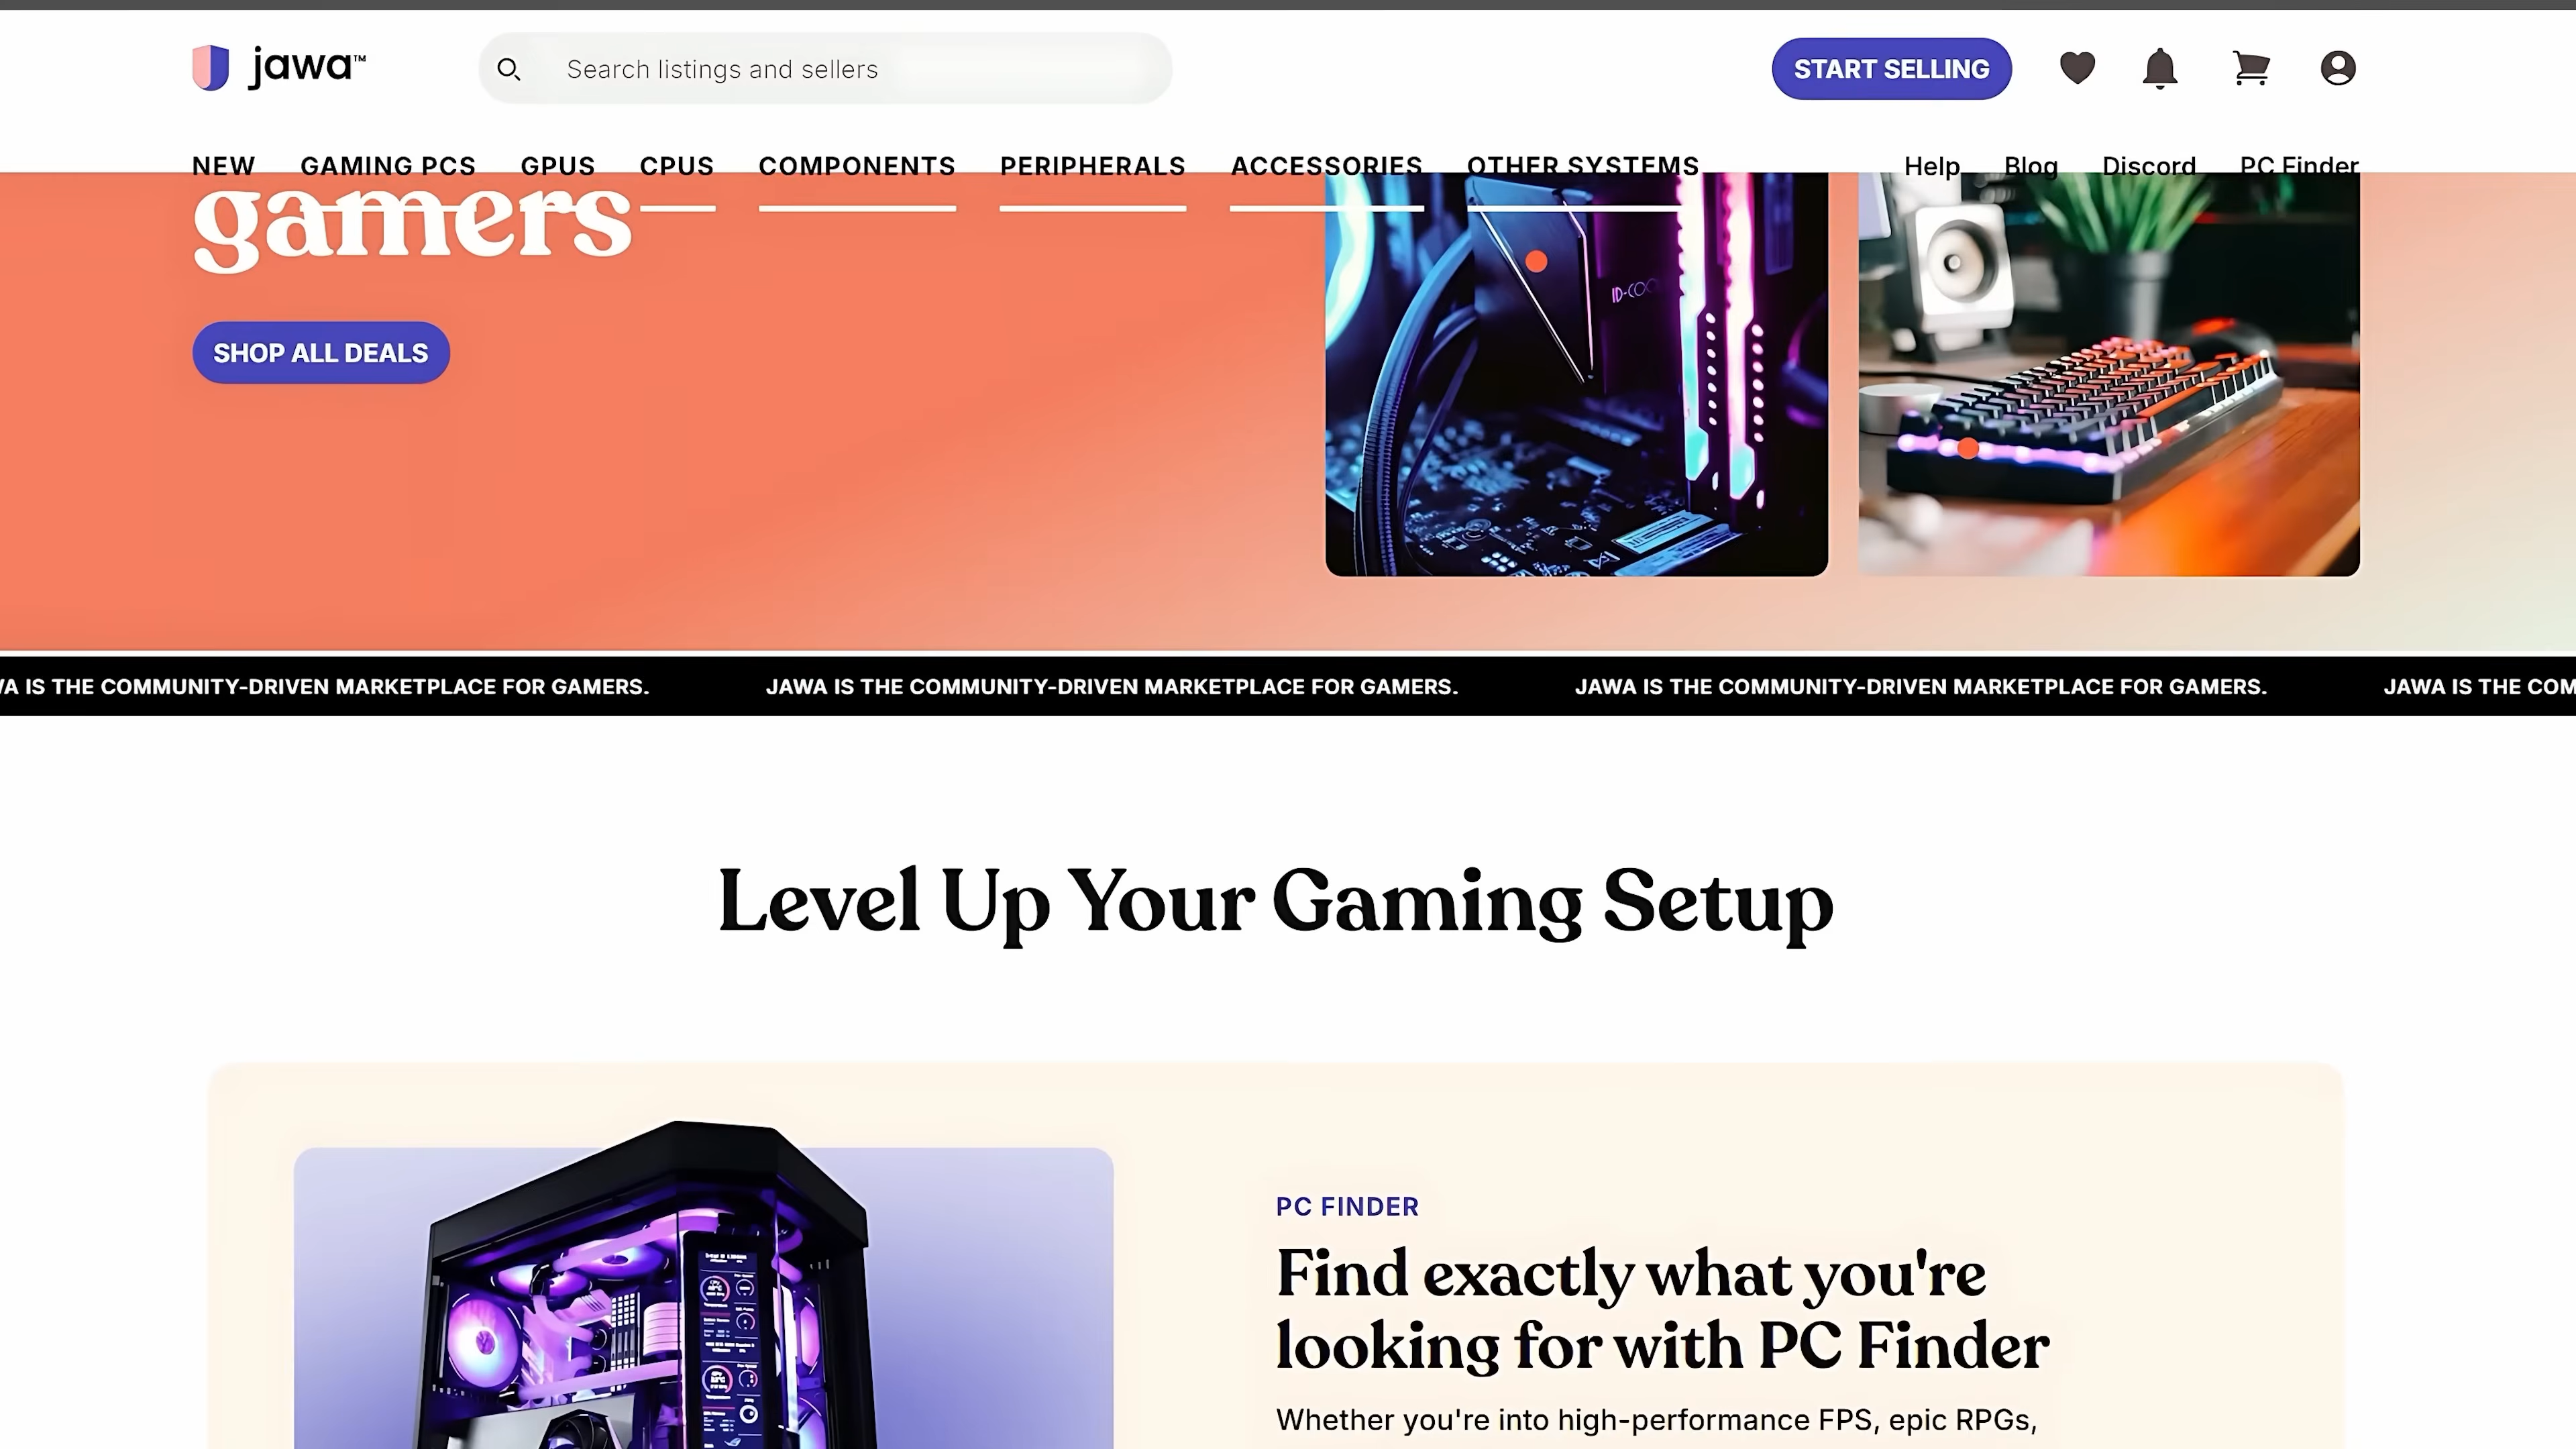 jawa™
Search listings and sellers
START SELLING
NEW GAMING PCS GPUS CPUS COMPONENTS PERIPHERALS ACCESSORIES OTHER SYSTEMS Help Blog Discord PC Finder
gamers
SHOP ALL DEALS
IS THE COMMUNITY-DRIVEN MARKETPLACE FOR GAMERS. JAWA IS THE COMMUNITY-DRIVEN MARKETPLACE FOR GAMERS. JAWA IS THE COMMUNITY-DRIVEN MARKETPLACE FOR GAMERS. JAWA IS THE COM
Level Up Your Gaming Setup
PC FINDER
Find exactly what you're
looking for with PC Finder
Whether you're into high-performance FPS, epic RPGs,